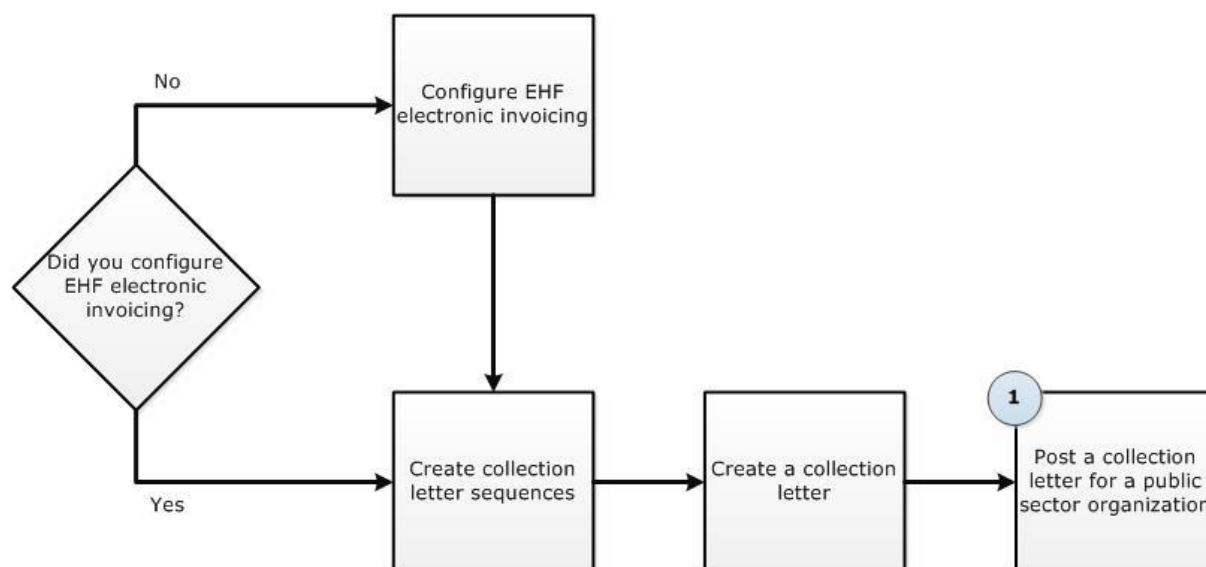 No
Configure EHF
electronic invoicing
Did you configure
EHF electronic
invoicing?
Yes
Create collection
letter sequences
Create a collection
letter
1
Post a collection
letter for a public
sector organization